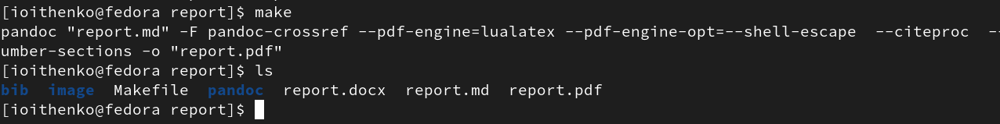 [ioithenko@fedora report]$ make
pandoc "report.md" -F pandoc-crossref --pdf-engine=lualatex --pdf-engine-opt=--shell-escape  --citeproc  --
umber-sections -o "report.pdf"
[ioithenko@fedora report]$ ls
bib  image  Makefile  pandoc  report.docx  report.md  report.pdf
[ioithenko@fedora report]$